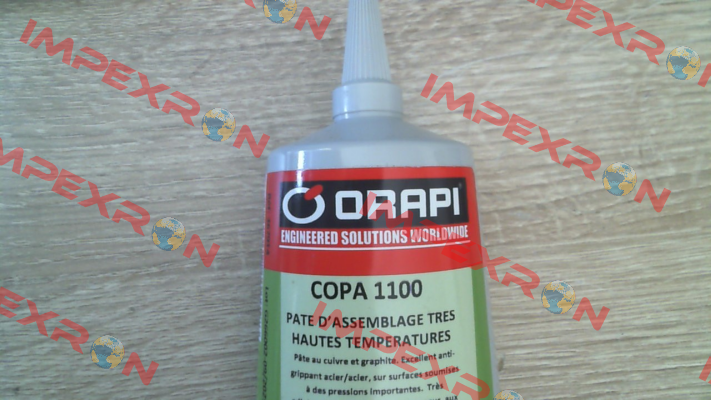 ORAPI
ENGINEERED SOLUTIONS WORLDWIDE
COPA 1100
PATE D'ASSEMBLAGE TRES
HAUTES TEMPERATURES
Pâte au cuivre et graphite. Excellent anti-
grippant acier/acier, sur surfaces soumises
à des pressions importantes. Très
IMPEXRON
IMPEXRON
IMPEXRON
IMPEXRON
IMPEXRON